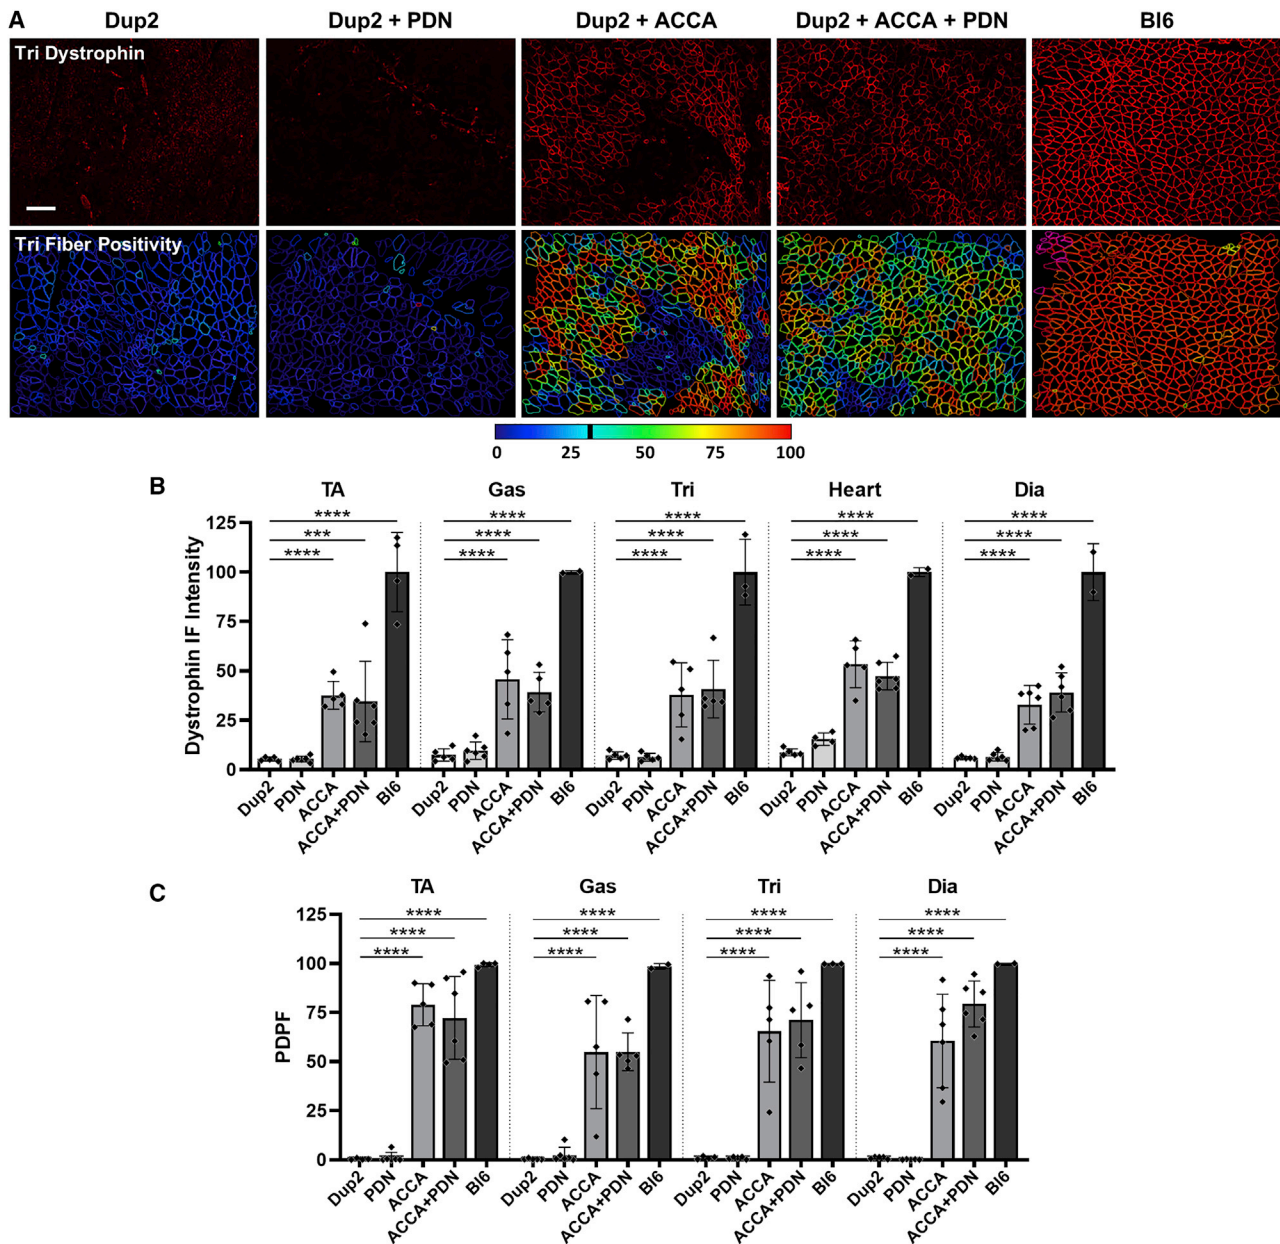 A
Dup2 Dup2 + PDN Dup2 + ACCA Dup2 + ACCA + PDN Bl6
Tri Dystrophin
Tri Fiber Positivity
0 25 50 75 100
B
TA Gas Tri Heart Dia
**** **** **** **** ****
*** **** **** **** ****
**** **** **** **** ****
Dystrophin IF Intensity
125
100
75
50
25
0
Dup2 PDN ACCA ACCA+PDN Bl6 Dup2 PDN ACCA ACCA+PDN Bl6 Dup2 PDN ACCA ACCA+PDN Bl6 Dup2 PDN ACCA ACCA+PDN Bl6 Dup2 PDN ACCA ACCA+PDN Bl6
C
TA Gas Tri Dia
**** **** **** ****
**** **** **** ****
**** **** **** ****
PDPF
125
100
75
50
25
0
Dup2 PDN ACCA ACCA+PDN Bl6 Dup2 PDN ACCA ACCA+PDN Bl6 Dup2 PDN ACCA ACCA+PDN Bl6 Dup2 PDN ACCA ACCA+PDN Bl6